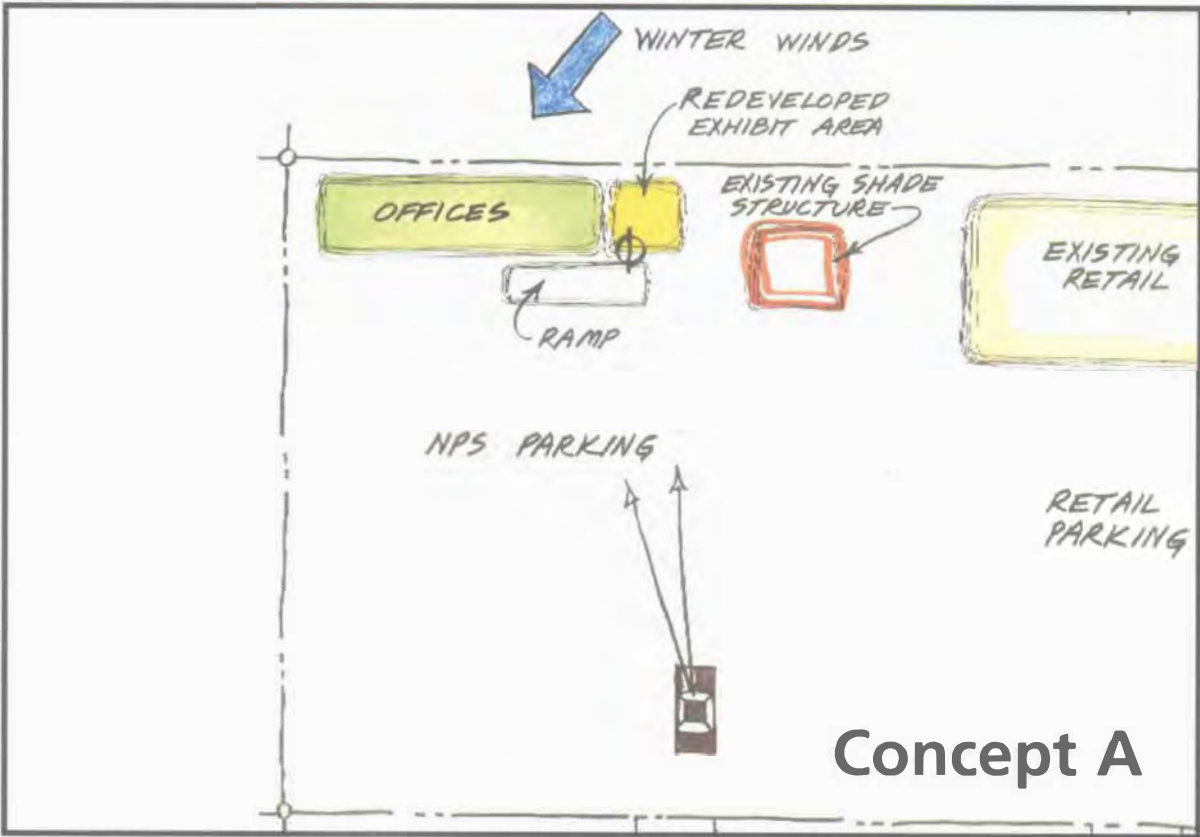 WINTER WINDS
REDEVELOPED
EXHIBIT AREA
EXISTING SHADE
STRUCTURE
OFFICES
EXISTING
RETAIL
RAMP
NPS PARKING
RETAIL
PARKING
Concept A